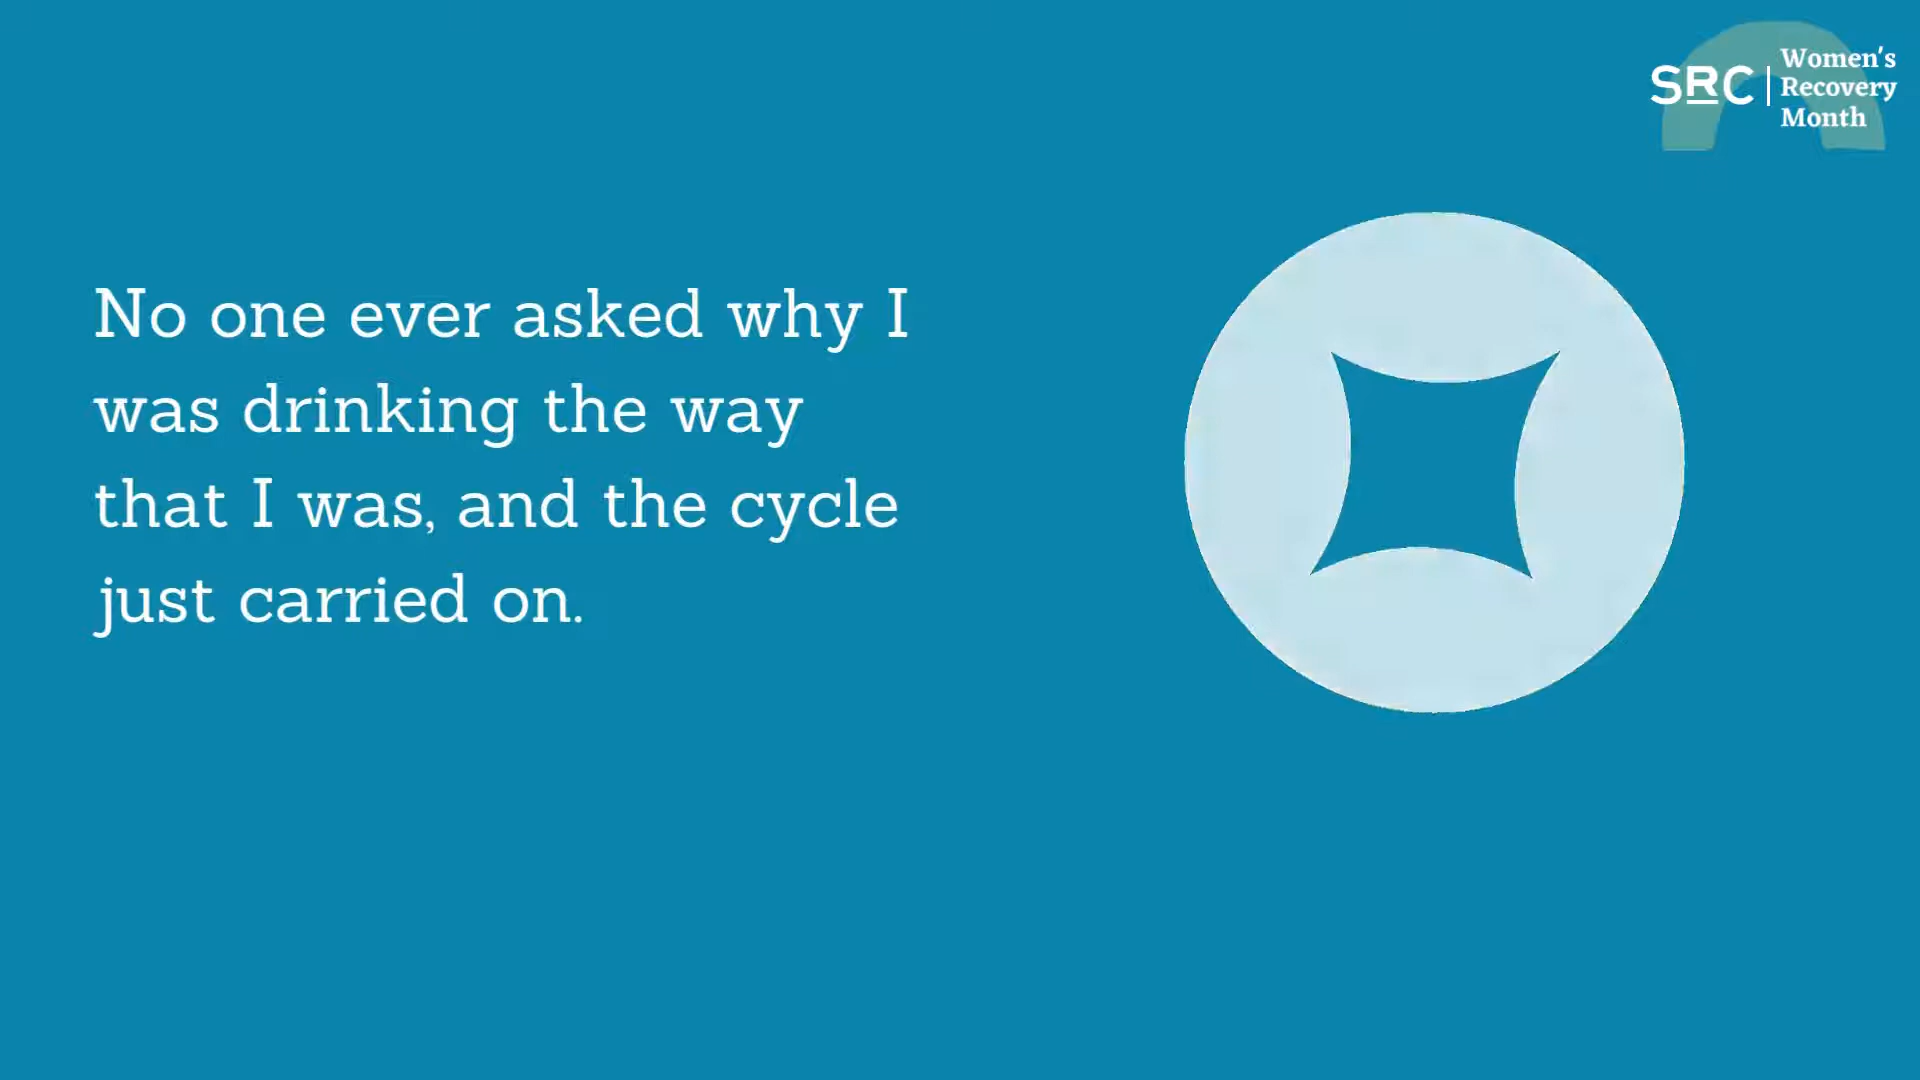 SRC
Women's
Recovery
Month
No one ever asked why I
was drinking the way
that I was, and the cycle
just carried on.